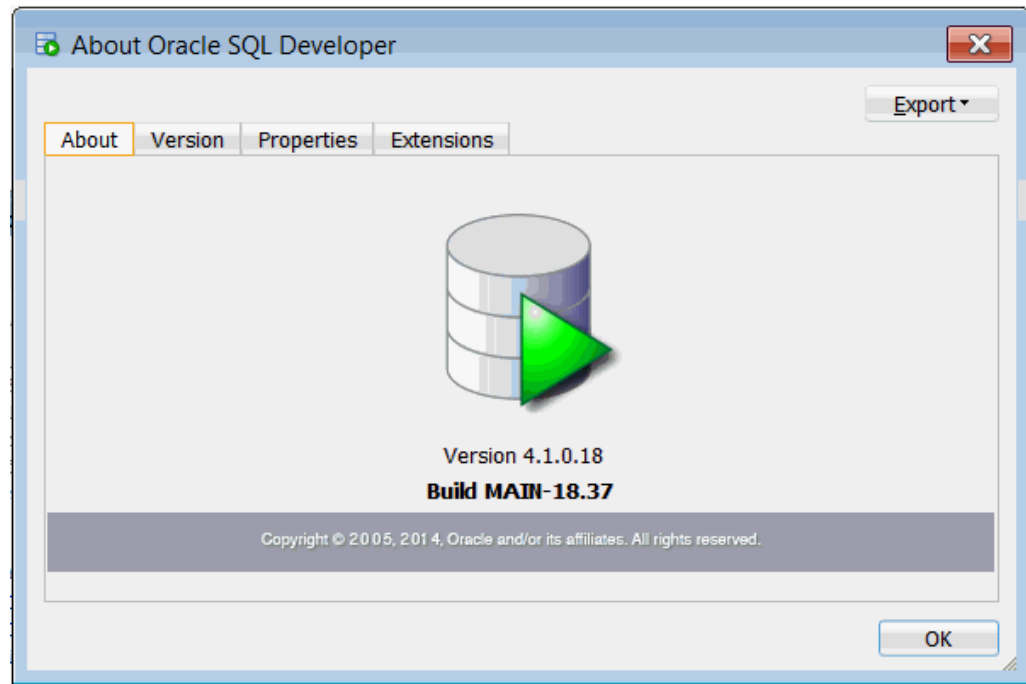 About Oracle SQL Developer
Export
About Version Properties Extensions
Version 4.1.0.18
Build MAIN-18.37
Copyright © 2005, 2014, Oracle and/or its affiliates. All rights reserved.
OK